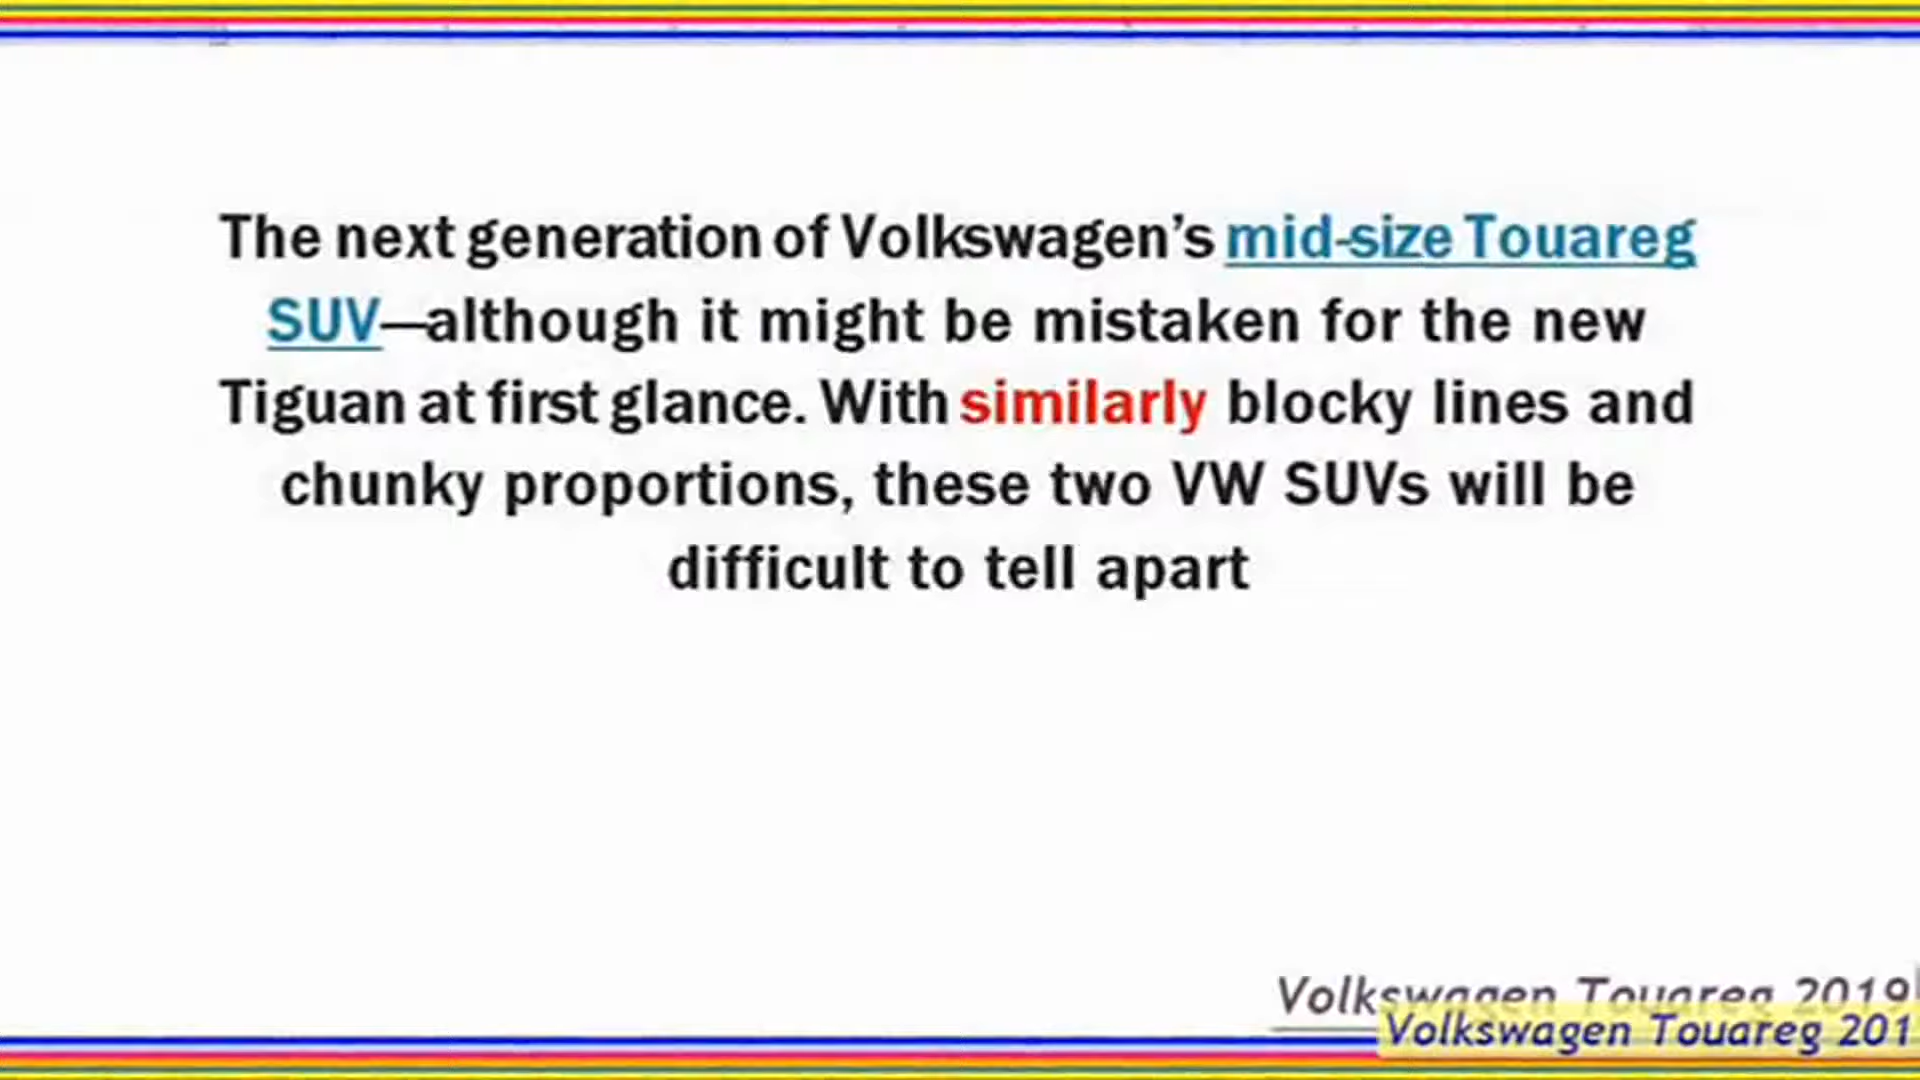 The next generation of Volkswagen’s mid-size Touareg
SUV—although it might be mistaken for the new
Tiguan at first glance. With similarly blocky lines and
chunky proportions, these two VW SUVs will be
difficult to tell apart
Volkswagen Touareg 2019
Volkswagen Touareg 201